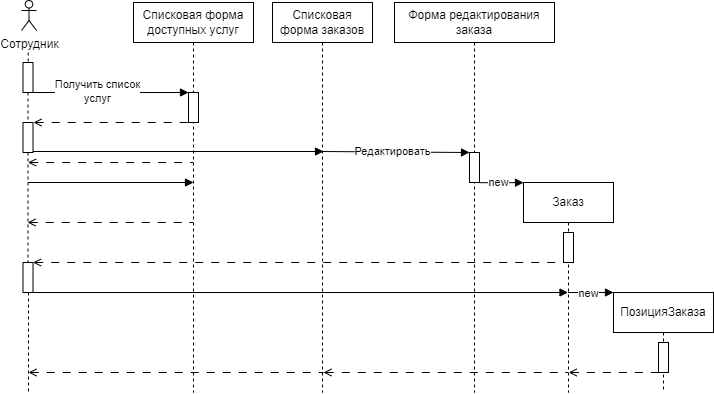 Сотрудник
Списковая форма
доступных услуг
Списковая
форма заказов
Форма редактирования
заказа
Получить список
услуг
Редактировать
new
Заказ
new
ПозицияЗаказа